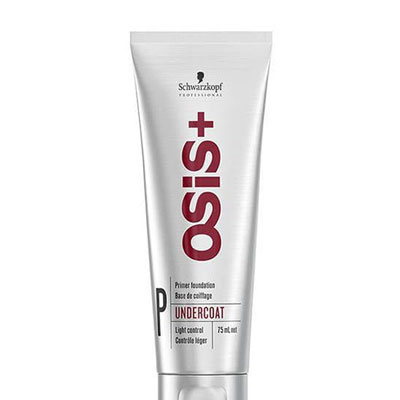 Schwarzkopf
PROFESSIONAL
OSiS+
Primer foundation
Base de coiffage
P
UNDERCOAT
Light control
Contrôle léger
75 mL net